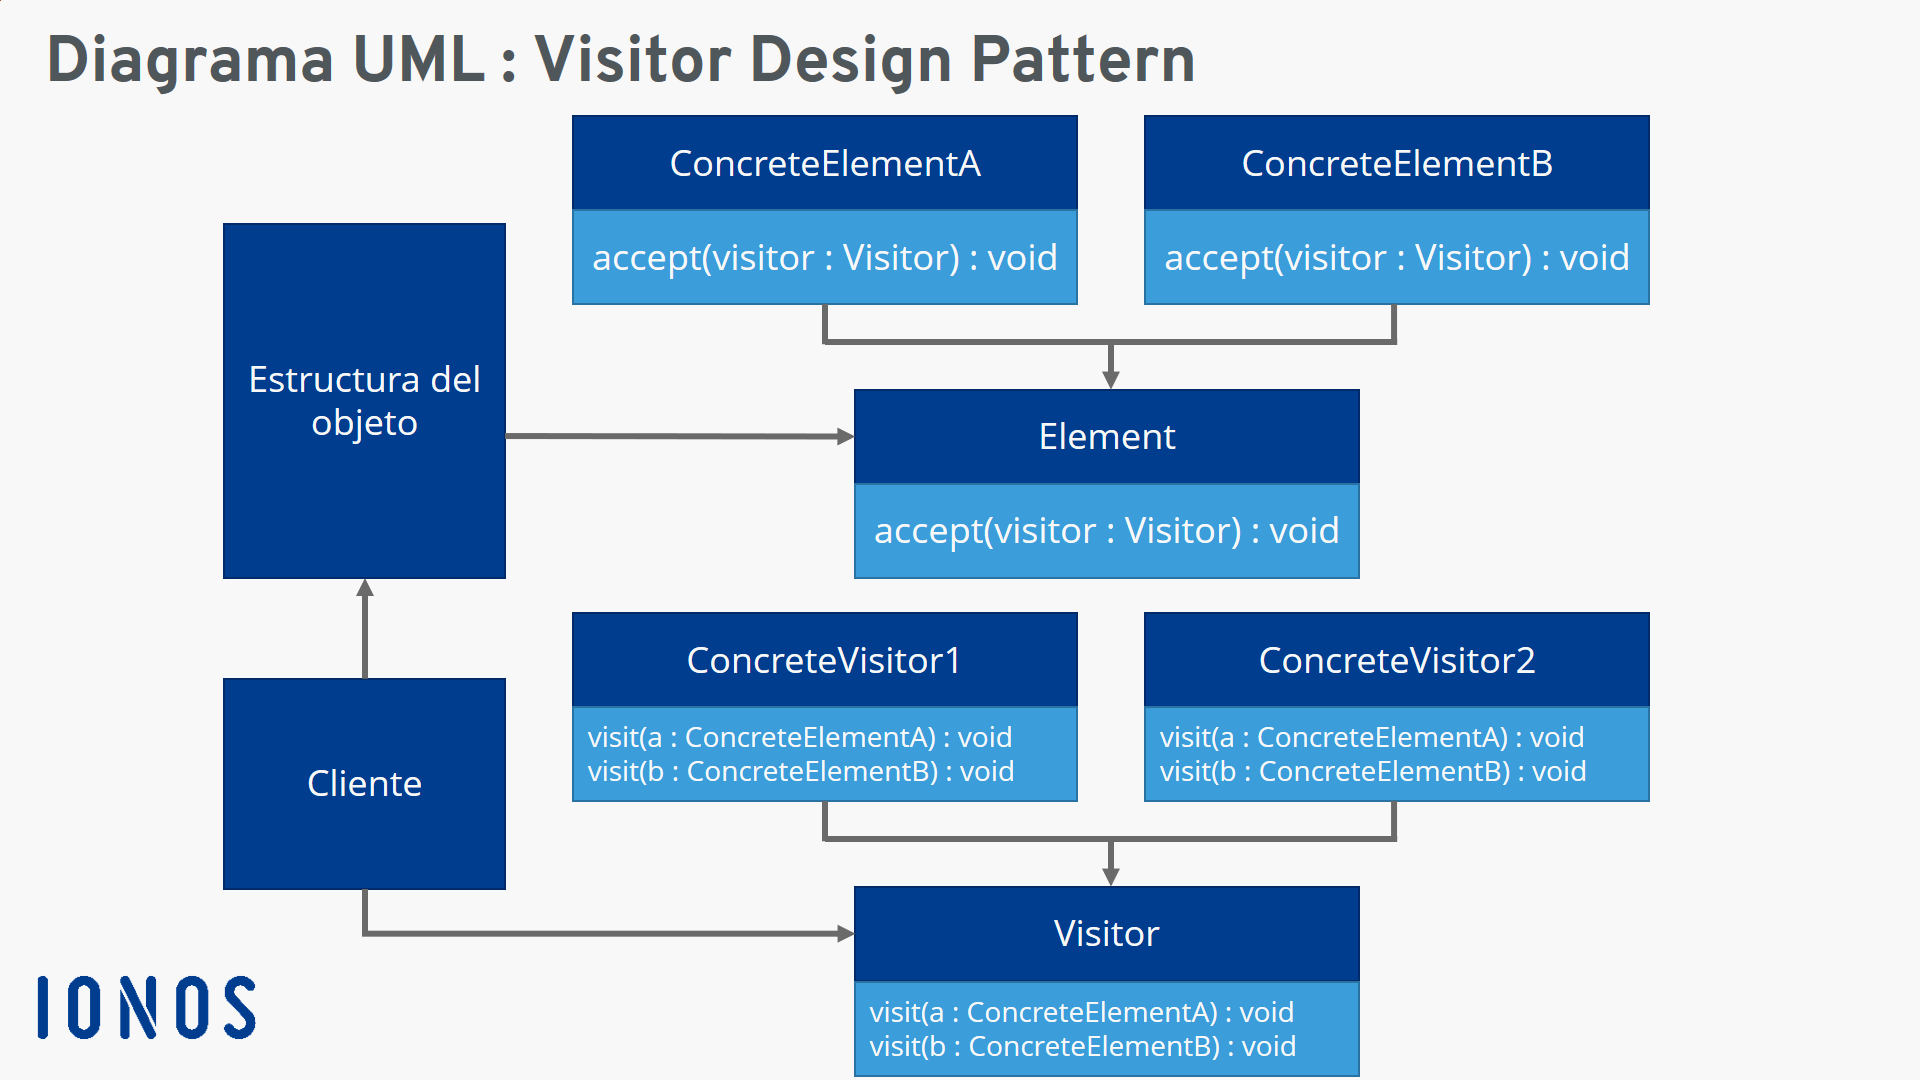 Diagrama UML : Visitor Design Pattern
ConcreteElementA
accept(visitor : Visitor) : void
ConcreteElementB
accept(visitor : Visitor) : void
Estructura del
objeto
Element
accept(visitor : Visitor) : void
Cliente
ConcreteVisitor1
visit(a : ConcreteElementA) : void
visit(b : ConcreteElementB) : void
ConcreteVisitor2
visit(a : ConcreteElementA) : void
visit(b : ConcreteElementB) : void
Visitor
visit(a : ConcreteElementA) : void
visit(b : ConcreteElementB) : void
IONOS